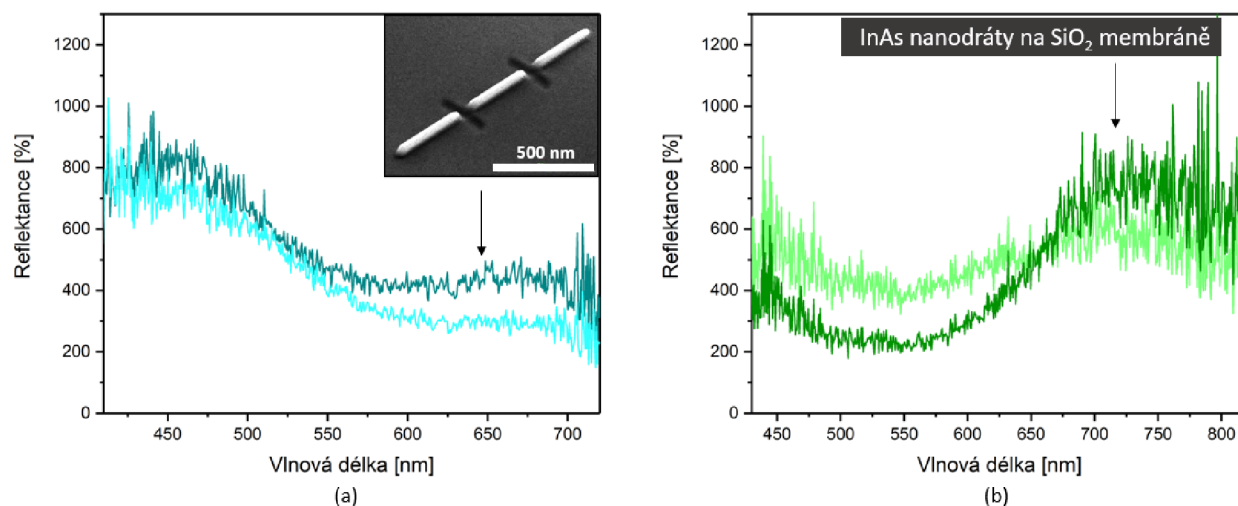 1200
1000
800
600
400
200
0
Reflektance [%]
500 nm
450 500 550 600 650 700
Vlnová délka [nm]
(a)
1200
1000
800
600
400
200
0
Reflektance [%]
InAs nanodráty na SiO₂ membráně
450 500 550 600 650 700 750 800
Vlnová délka [nm]
(b)